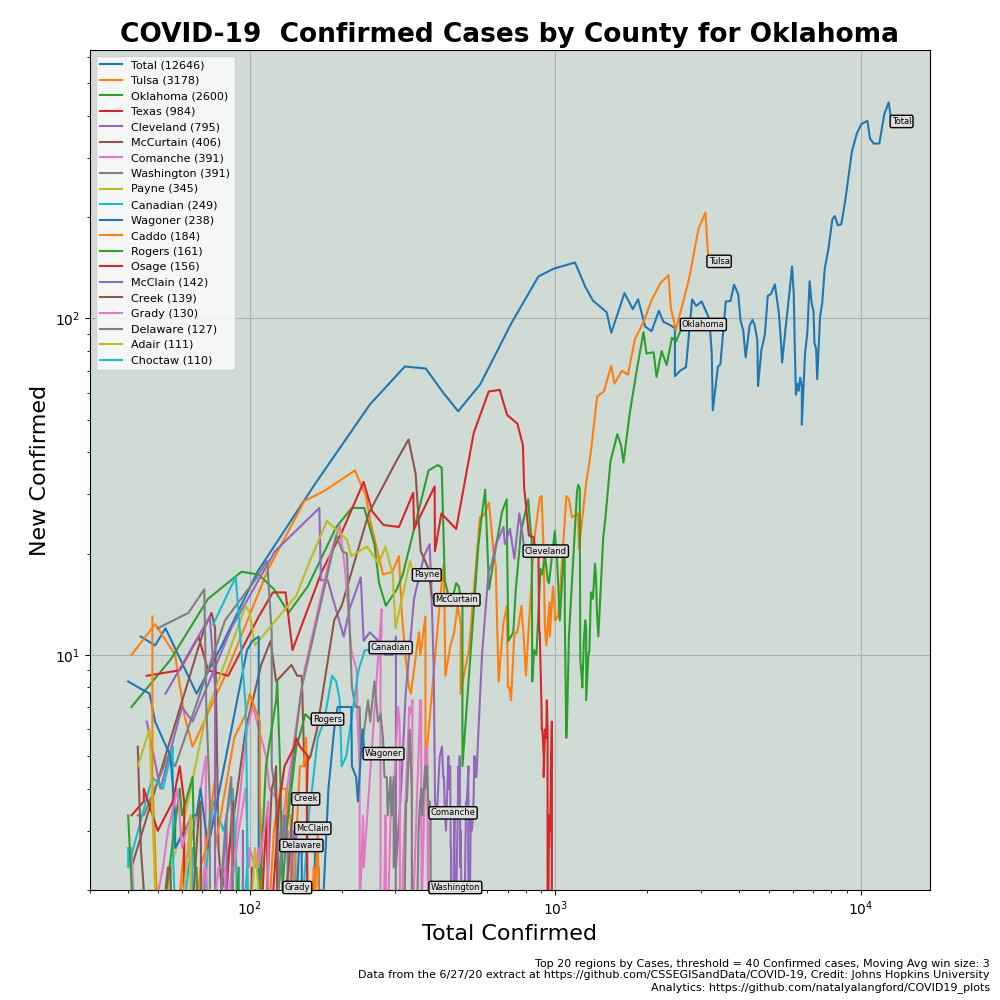 COVID-19  Confirmed Cases by County for Oklahoma
Total (12646)
Tulsa (3178)
Oklahoma (2600)
Texas (984)
Cleveland (795)
McCurtain (406)
Comanche (391)
Washington (391)
Payne (345)
Canadian (249)
Wagoner (238)
Caddo (184)
Rogers (161)
Osage (156)
McClain (142)
Creek (139)
Grady (130)
Delaware (127)
Adair (111)
Choctaw (110)
Total
Tulsa
Oklahoma
Cleveland
Payne
McCurtain
Canadian
Rogers
Wagoner
Creek
Comanche
McClain
Delaware
Grady
Washington
10²
10¹
New Confirmed
10² 10³ 10⁴
Total Confirmed
Top 20 regions by Cases, threshold = 40 Confirmed cases, Moving Avg win size: 3
Data from the 6/27/20 extract at https://github.com/CSSEGISandData/COVID-19, Credit: Johns Hopkins University
Analytics: https://github.com/natalyalangford/COVID19_plots